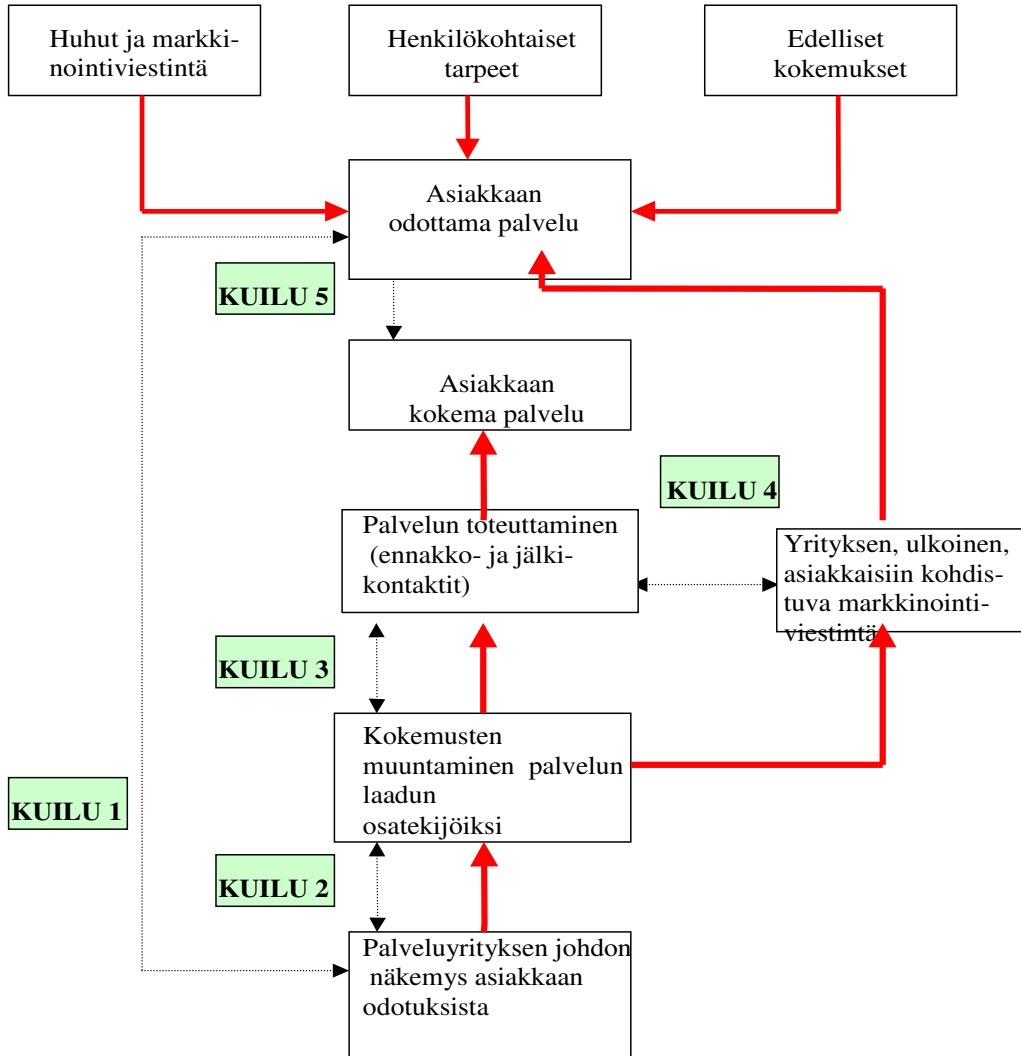 Huhut ja markki-
nointiviestintä
Henkilökohtaiset
tarpeet
Edelliset
kokemukset
Asiakkaan
odottama palvelu
KUILU 5
Asiakkaan
kokema palvelu
KUILU 4
Palvelun toteuttaminen
(ennakko- ja jälki-
kontaktit)
Yrityksen, ulkoinen,
asiakkaisiin kohdis-
tuva markkinointi-
viestintä
KUILU 3
Kokemusten
muuntaminen palvelun
laadun
osatekijöiksi
KUILU 1
KUILU 2
Palveluyrityksen johdon
näkemys asiakkaan
odotuksista